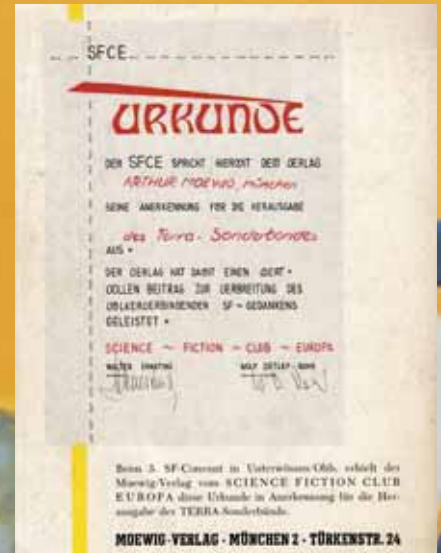 SFCE
URKUNDE
DER SFCE SPRICHT HIERMIT DEM VERLAG
ARTHUR MOEWIG, München
SEINE ANERKENNUNG FÜR DIE HERAUSGABE
des Terra-Sonderbandes
AUS •
DER VERLAG HAT DAMIT EINEN WERT-
VOLLEN BEITRAG ZUR VERBREITUNG DES
VÖLKERVERBINDENDEN SF-GEDANKENS
GELEISTET •
SCIENCE - FICTION - CLUB - EUROPA
WALTER ERNSTING WOLF DETLEF ROHR
Beim 3. SF-Convent in Unterwössen/Obb. erhielt der
Moewig-Verlag vom SCIENCE FICTION CLUB
EUROPA diese Urkunde in Anerkennung für die Her-
ausgabe der TERRA-Sonderbände.
MOEWIG-VERLAG • MÜNCHEN 2 • TÜRKENSTR. 24